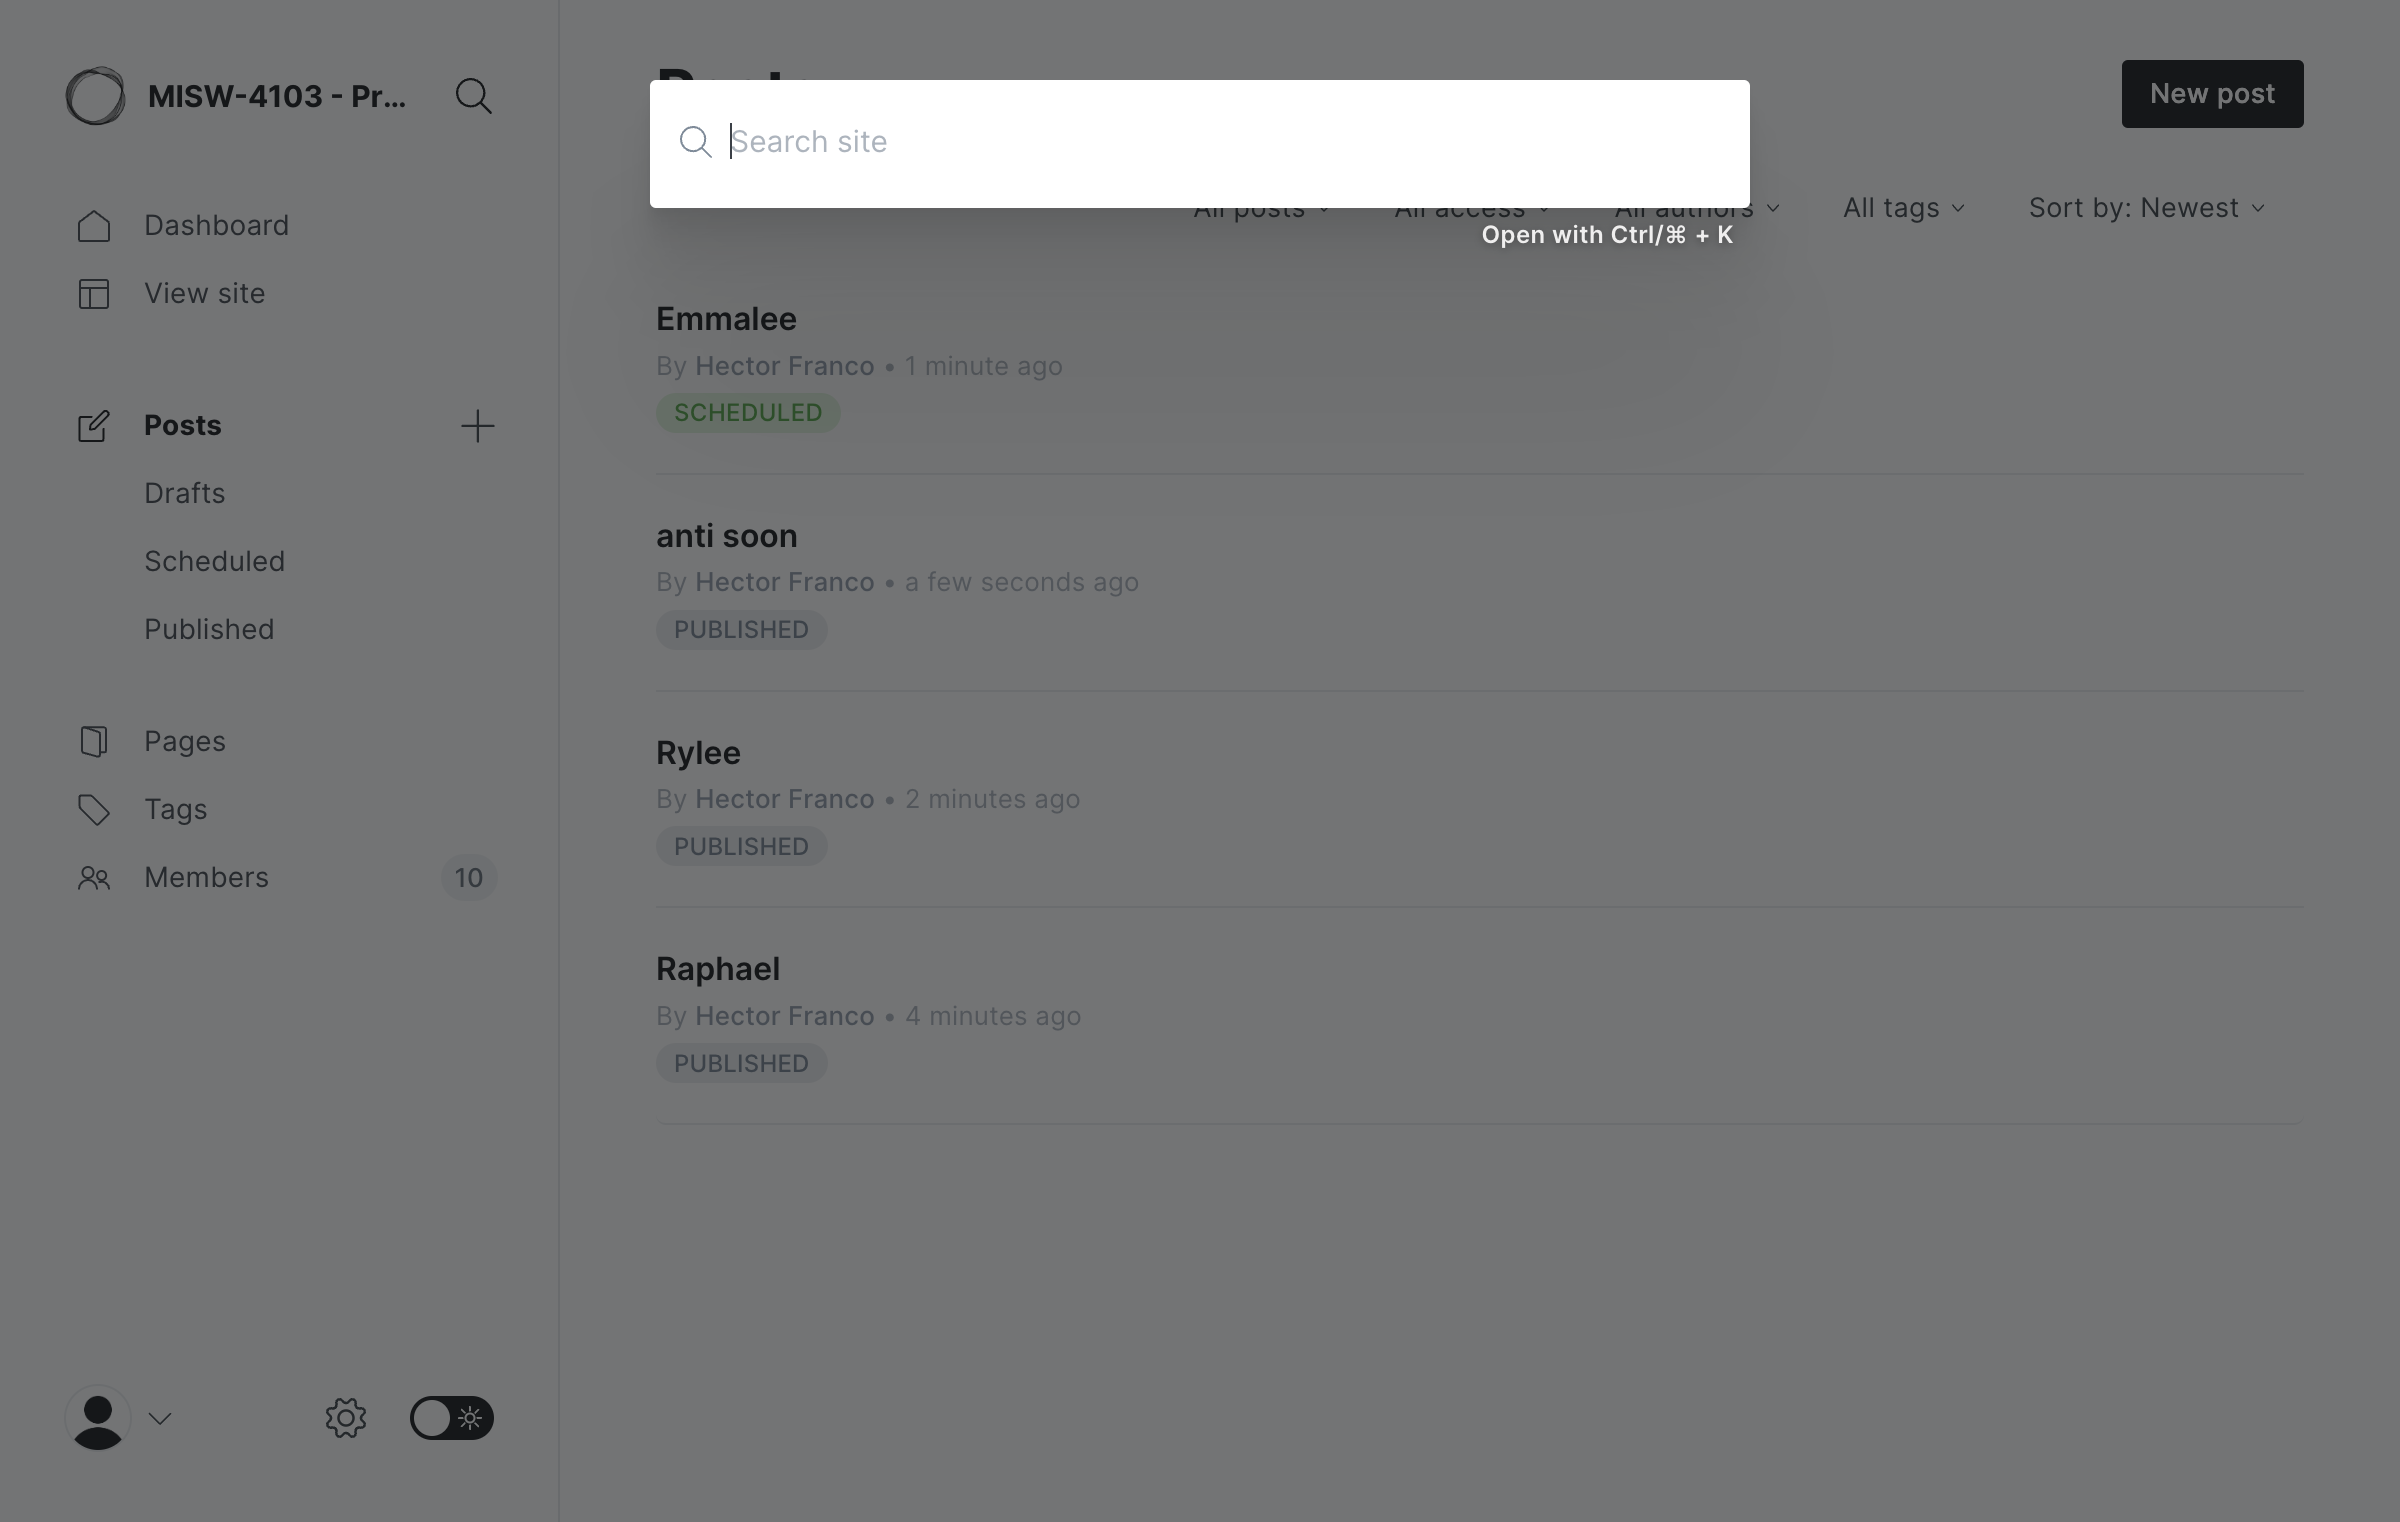 MISW-4103 - Pr...
New post
Search site
All posts
All access
All authors
All tags
Sort by: Newest
Open with Ctrl/⌘ + K
Dashboard
View site
Posts
Drafts
Scheduled
Published
Pages
Tags
Members
10
Emmalee
By Hector Franco • 1 minute ago
SCHEDULED
anti soon
By Hector Franco • a few seconds ago
PUBLISHED
Rylee
By Hector Franco • 2 minutes ago
PUBLISHED
Raphael
By Hector Franco • 4 minutes ago
PUBLISHED